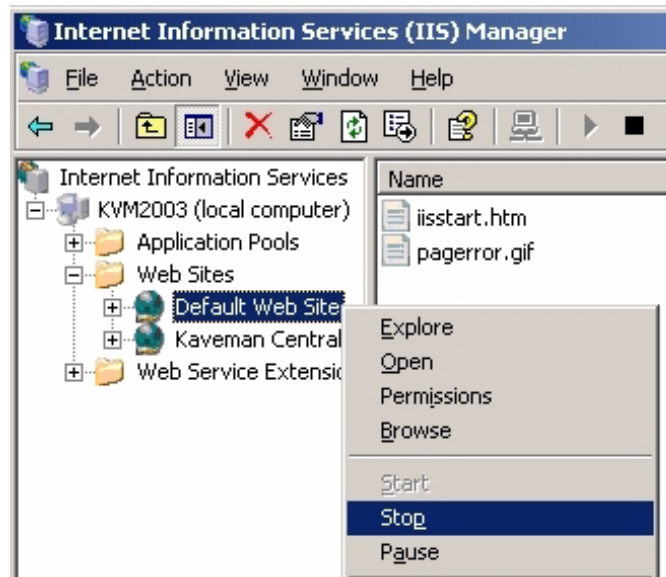 Internet Information Services (IIS) Manager
File Action View Window Help
Internet Information Services
KVM2003 (local computer)
Application Pools
Web Sites
Default Web Site
Kaveman Central
Web Service Extensio
Name
iisstart.htm
pagerror.gif
Explore
Open
Permissions
Browse
Start
Stop
Pause